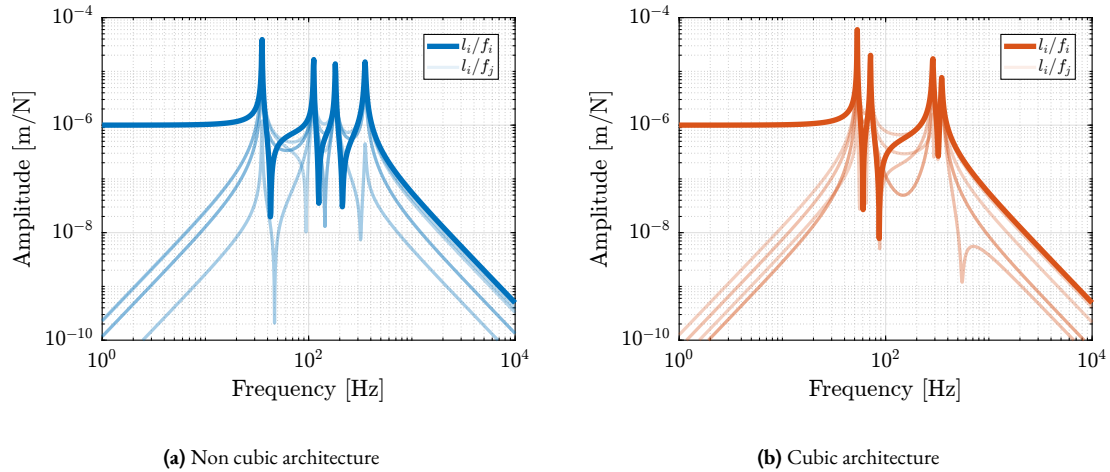 10^-4
10^-6
10^-8
10^-10
Amplitude [m/N]
l_i/f_i
l_i/f_j
10^0
10^2
10^4
Frequency [Hz]
(a) Non cubic architecture
10^-4
10^-6
10^-8
10^-10
Amplitude [m/N]
l_i/f_i
l_i/f_j
10^0
10^2
10^4
Frequency [Hz]
(b) Cubic architecture